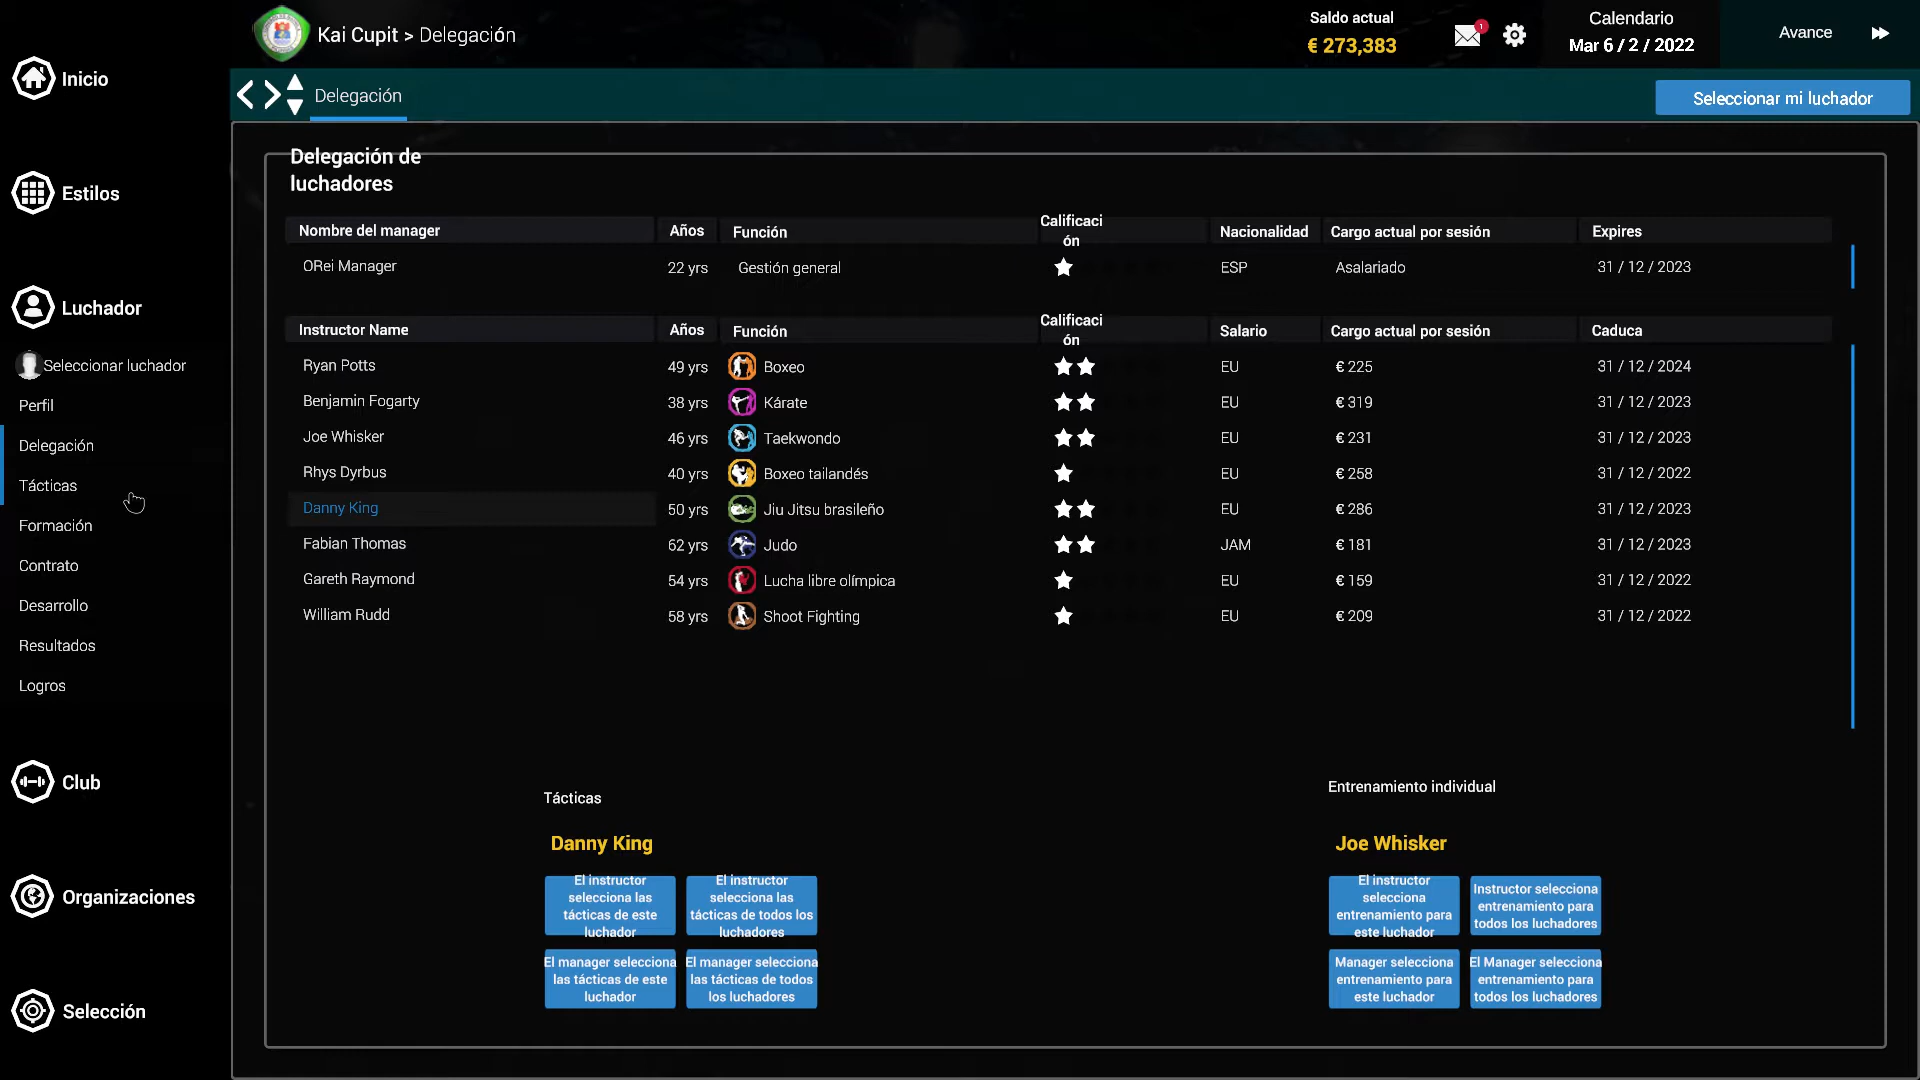 Kai Cupit > Delegación
Saldo actual
€ 273,383
1
Calendario
Mar 6 / 2 / 2022
Avance
Inicio
Delegación
Seleccionar mi luchador
Estilos
Luchador
Seleccionar luchador
Perfil
Delegación
Tácticas
Formación
Contrato
Desarrollo
Resultados
Logros
Club
Organizaciones
Selección
Delegación de
luchadores
Nombre del manager Años Función Calificaci
ón Nacionalidad Cargo actual por sesión Expires
ORei Manager 22 yrs Gestión general ESP Asalariado 31 / 12 / 2023
Instructor Name Años Función Calificaci
ón Salario Cargo actual por sesión Caduca
Ryan Potts 49 yrs Boxeo EU € 225 31 / 12 / 2024
Benjamin Fogarty 38 yrs Kárate EU € 319 31 / 12 / 2023
Joe Whisker 46 yrs Taekwondo EU € 231 31 / 12 / 2023
Rhys Dyrbus 40 yrs Boxeo tailandés EU € 258 31 / 12 / 2022
Danny King 50 yrs Jiu Jitsu brasileño EU € 286 31 / 12 / 2023
Fabian Thomas 62 yrs Judo JAM € 181 31 / 12 / 2023
Gareth Raymond 54 yrs Lucha libre olímpica EU € 159 31 / 12 / 2022
William Rudd 58 yrs Shoot Fighting EU € 209 31 / 12 / 2022
Tácticas
Danny King
El instructor
selecciona las
tácticas de este
luchador
El instructor
selecciona las
tácticas de todos los
luchadores
El manager selecciona
las tácticas de este
luchador
El manager selecciona
las tácticas de todos
los luchadores
Entrenamiento individual
Joe Whisker
El instructor
selecciona
entrenamiento para
este luchador
Instructor selecciona
entrenamiento para
todos los luchadores
Manager selecciona
entrenamiento para
este luchador
El Manager selecciona
entrenamiento para
todos los luchadores